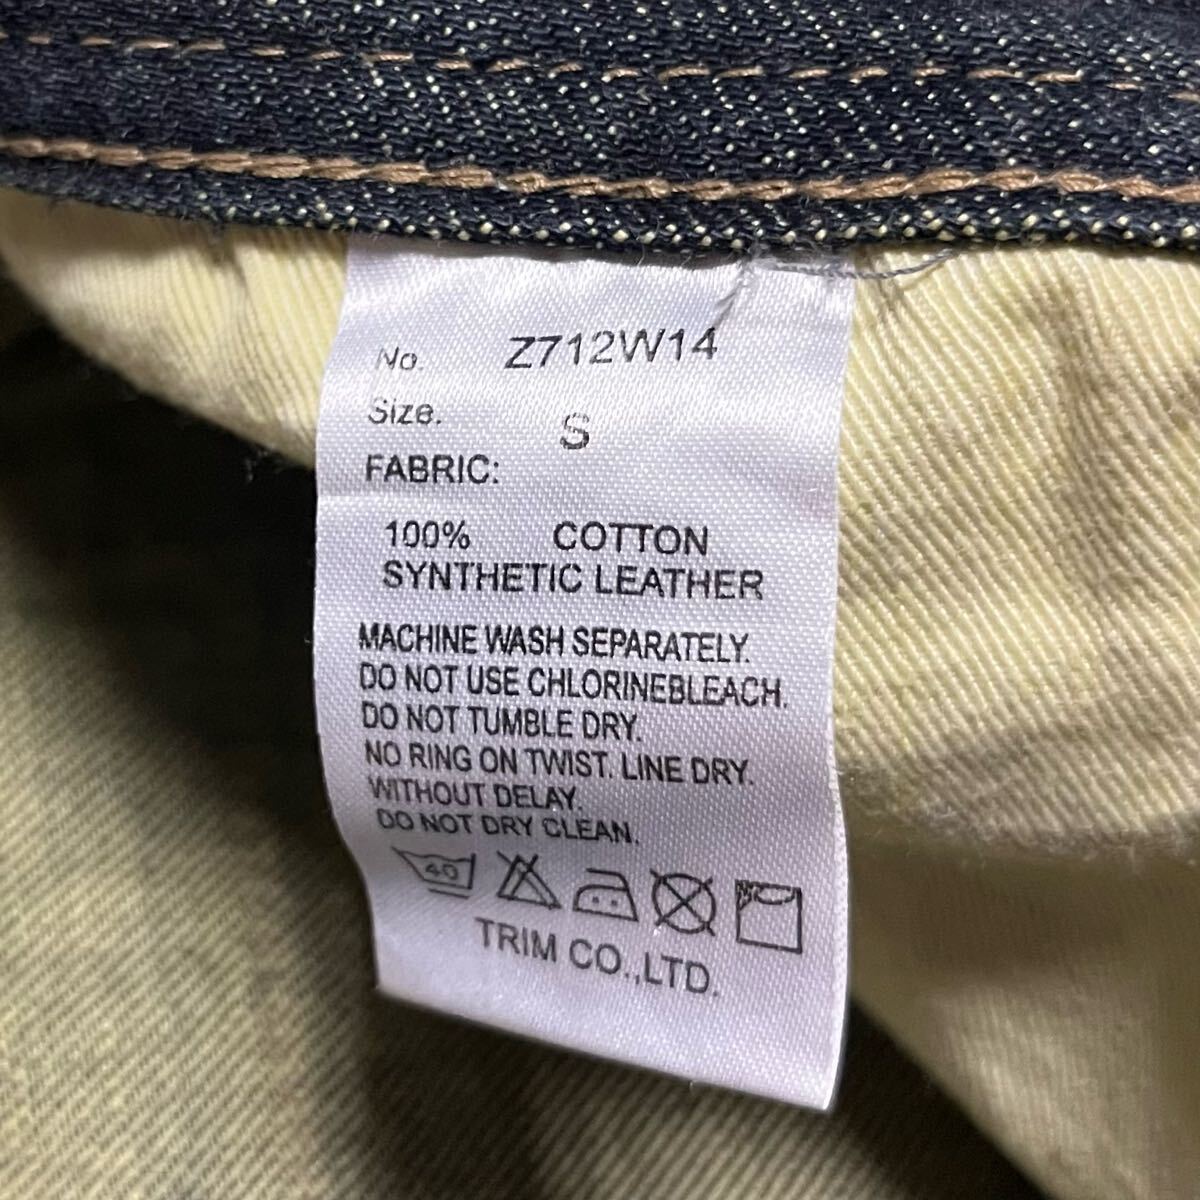 No. Z712W14
Size. S
FABRIC:
100% COTTON
SYNTHETIC LEATHER
MACHINE WASH SEPARATELY.
DO NOT USE CHLORINEBLEACH.
DO NOT TUMBLE DRY.
NO RING ON TWIST. LINE DRY.
WITHOUT DELAY.
DO NOT DRY CLEAN.
40
TRIM CO.,LTD.